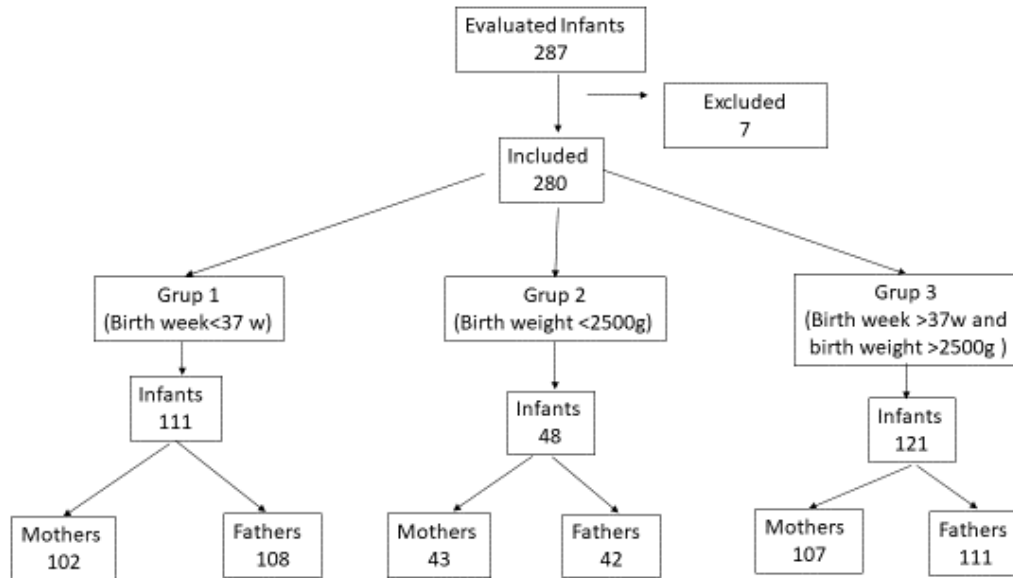 Evaluated Infants
287
Excluded
7
Included
280
Grup 1
(Birth week<37 w)
Grup 2
(Birth weight <2500g)
Grup 3
(Birth week >37w and
birth weight >2500g )
Infants
111
Infants
48
Infants
121
Mothers
102
Fathers
108
Mothers
43
Fathers
42
Mothers
107
Fathers
111